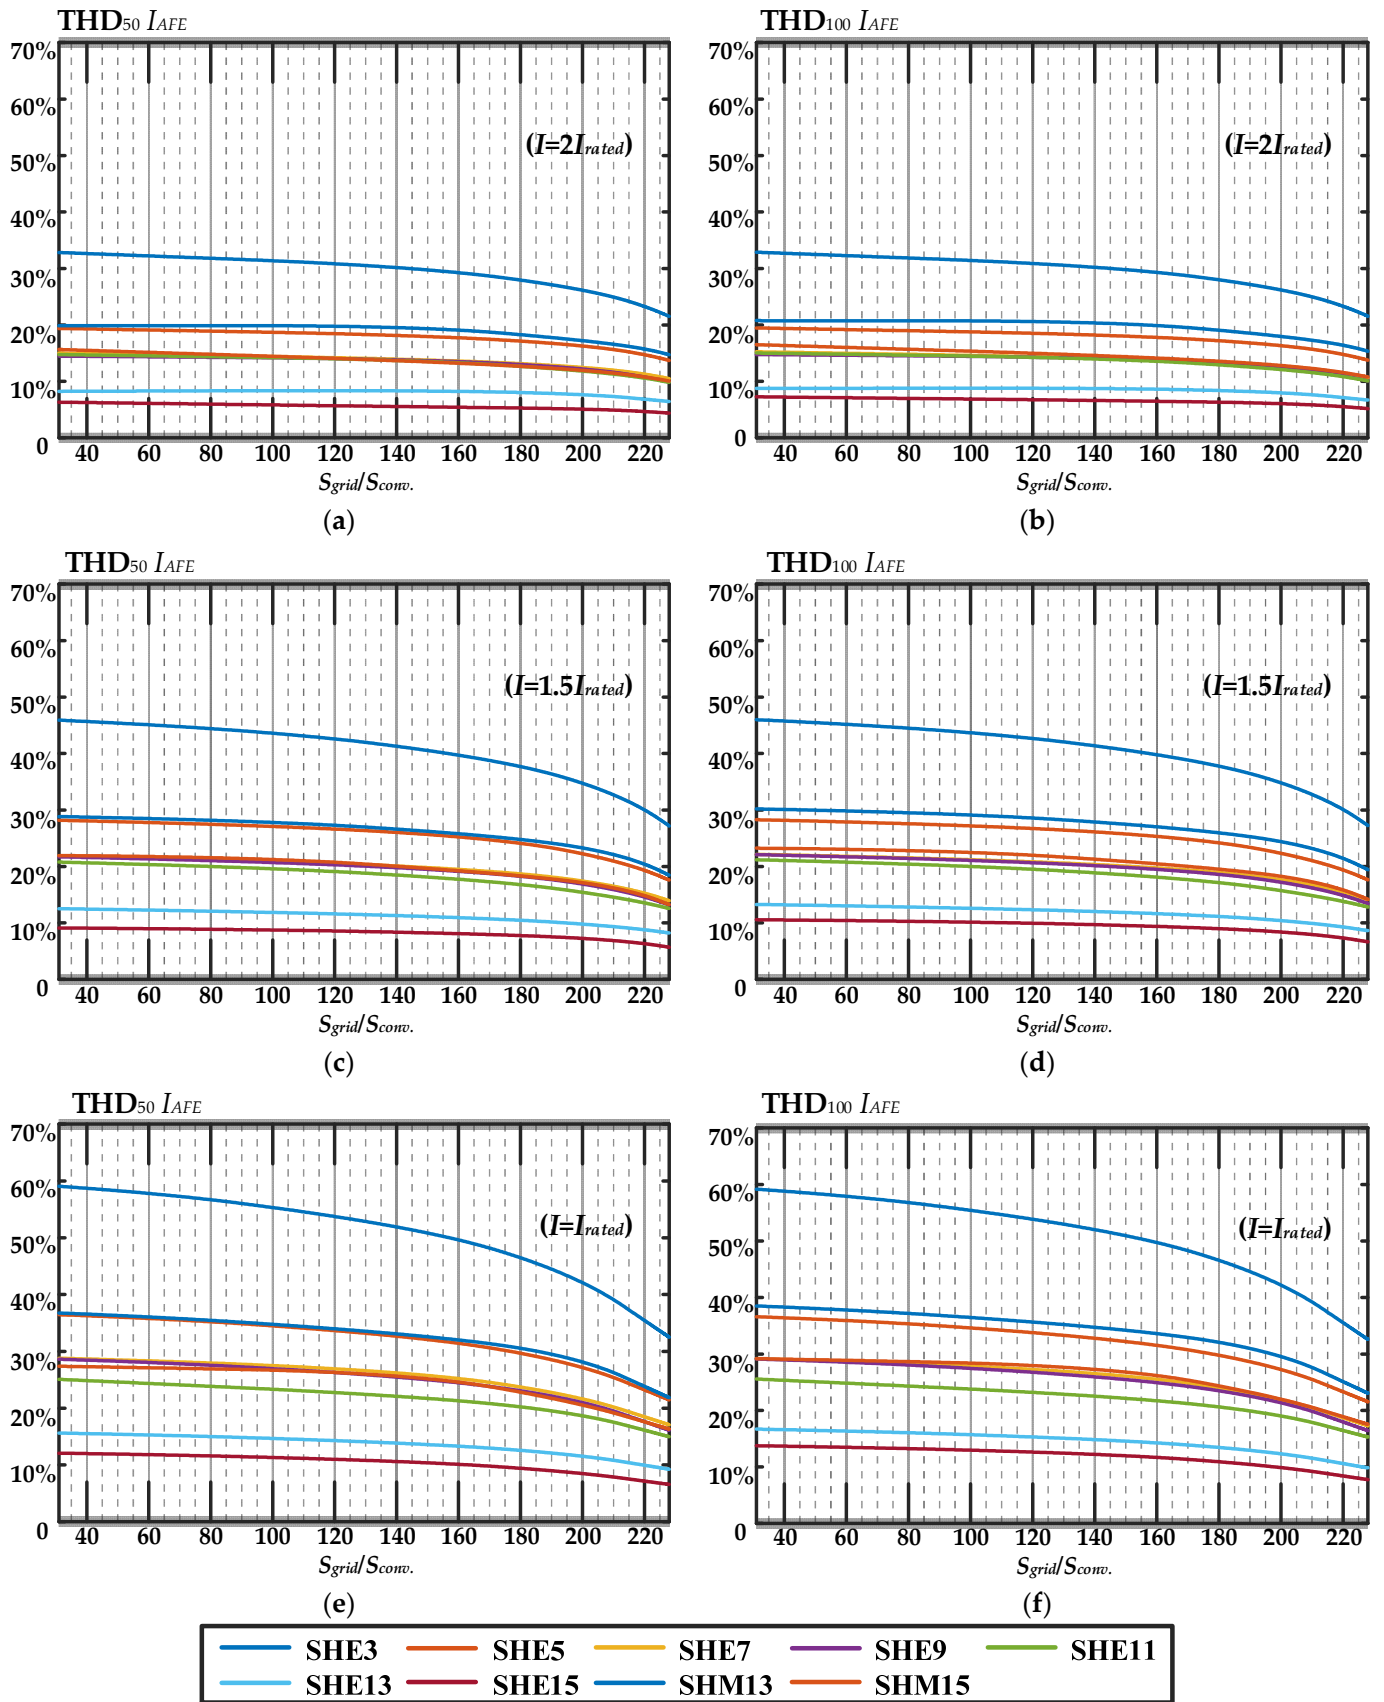 THD50 IAFE
70%
60%
50%
40%
30%
20%
10%
0
(I=2Irated)
40 60 80 100 120 140 160 180 200 220
Sgrid/Sconv.
(a)
THD100 IAFE
70%
60%
50%
40%
30%
20%
10%
0
(I=2Irated)
40 60 80 100 120 140 160 180 200 220
Sgrid/Sconv.
(b)
THD50 IAFE
70%
60%
50%
40%
30%
20%
10%
0
(I=1.5Irated)
40 60 80 100 120 140 160 180 200 220
Sgrid/Sconv.
(c)
THD100 IAFE
70%
60%
50%
40%
30%
20%
10%
0
(I=1.5Irated)
40 60 80 100 120 140 160 180 200 220
Sgrid/Sconv.
(d)
THD50 IAFE
70%
60%
50%
40%
30%
20%
10%
0
(I=Irated)
40 60 80 100 120 140 160 180 200 220
Sgrid/Sconv.
(e)
THD100 IAFE
70%
60%
50%
40%
30%
20%
10%
0
(I=Irated)
40 60 80 100 120 140 160 180 200 220
Sgrid/Sconv.
(f)
SHE3 SHE5 SHE7 SHE9 SHE11
SHE13 SHE15 SHM13 SHM15